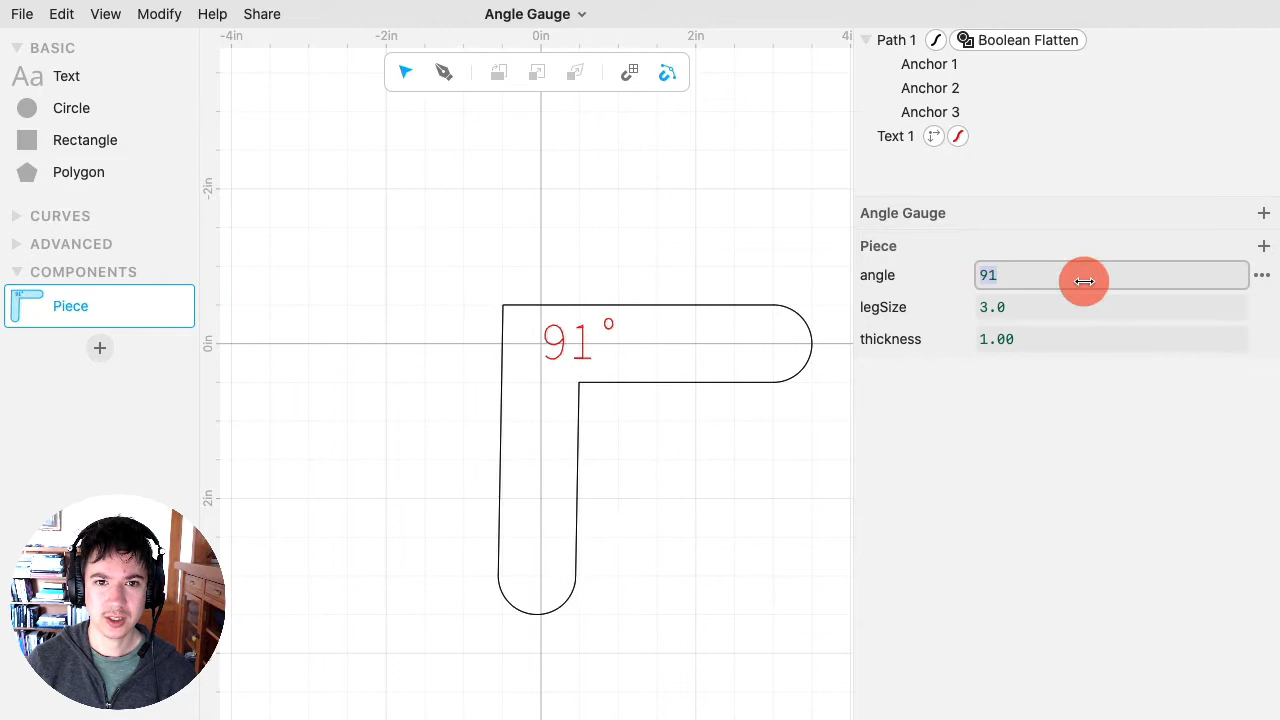 File Edit View Modify Help Share
Angle Gauge
BASIC
Aa Text
Circle
Rectangle
Polygon
CURVES
ADVANCED
COMPONENTS
91°
Piece
-4in -2in 0in 2in 4i
-2in
0in
2in
91°
Path 1 Boolean Flatten
Anchor 1
Anchor 2
Anchor 3
Text 1
Angle Gauge
Piece
angle 91
legSize 3.0
thickness 1.00